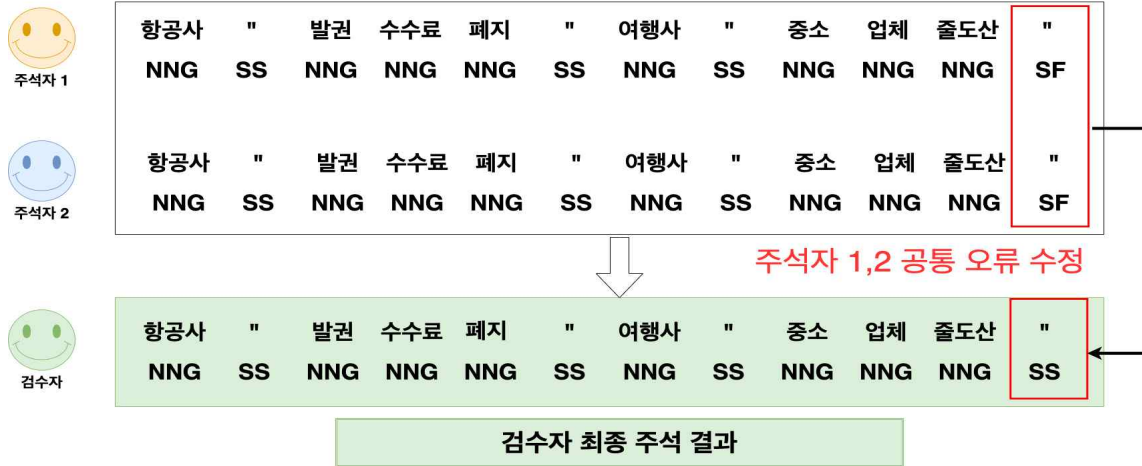 항공사 " 발권 수수료 폐지 " 여행사 " 중소 업체 줄도산 "
NNG SS NNG NNG NNG SS NNG SS NNG NNG NNG SF
주석자 1
항공사 " 발권 수수료 폐지 " 여행사 " 중소 업체 줄도산 "
NNG SS NNG NNG NNG SS NNG SS NNG NNG NNG SF
주석자 2
주석자 1,2 공통 오류 수정
항공사 " 발권 수수료 폐지 " 여행사 " 중소 업체 줄도산 "
NNG SS NNG NNG NNG SS NNG SS NNG NNG NNG SS
검수자
검수자 최종 주석 결과